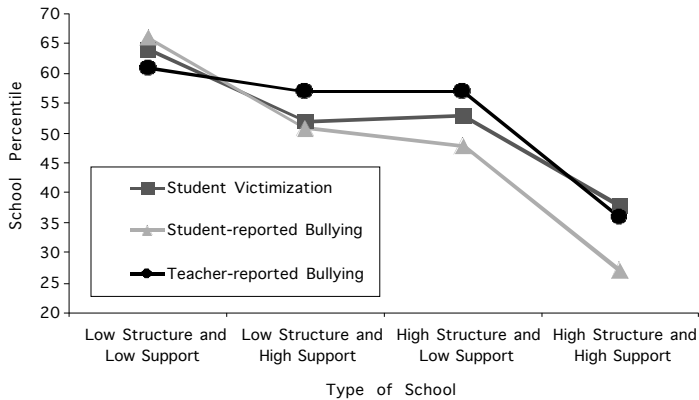 70
65
60
55
50
45
40
35
30
25
20
School Percentile
Student Victimization
Student-reported Bullying
Teacher-reported Bullying
Low Structure and
Low Support
Low Structure and
High Support
High Structure and
Low Support
High Structure and
High Support
Type of School